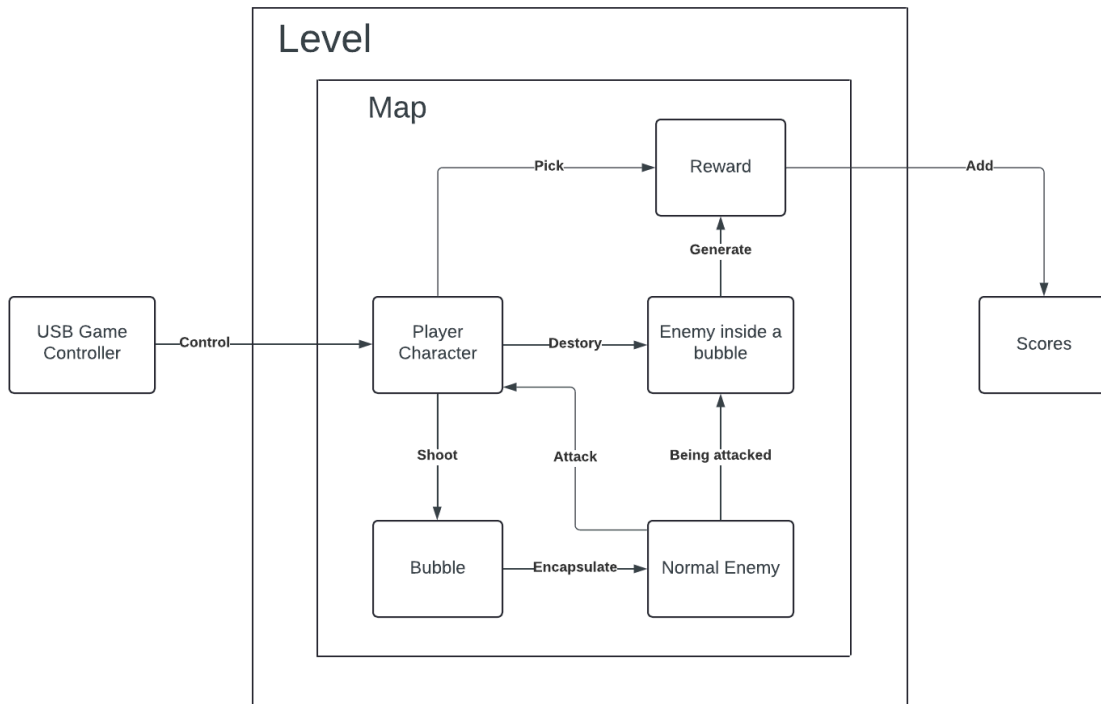 Level
Map
Reward
Pick
Add
Generate
USB Game
Controller
Control
Player
Character
Destory
Enemy inside a
bubble
Scores
Shoot
Attack
Being attacked
Bubble
Encapsulate
Normal Enemy